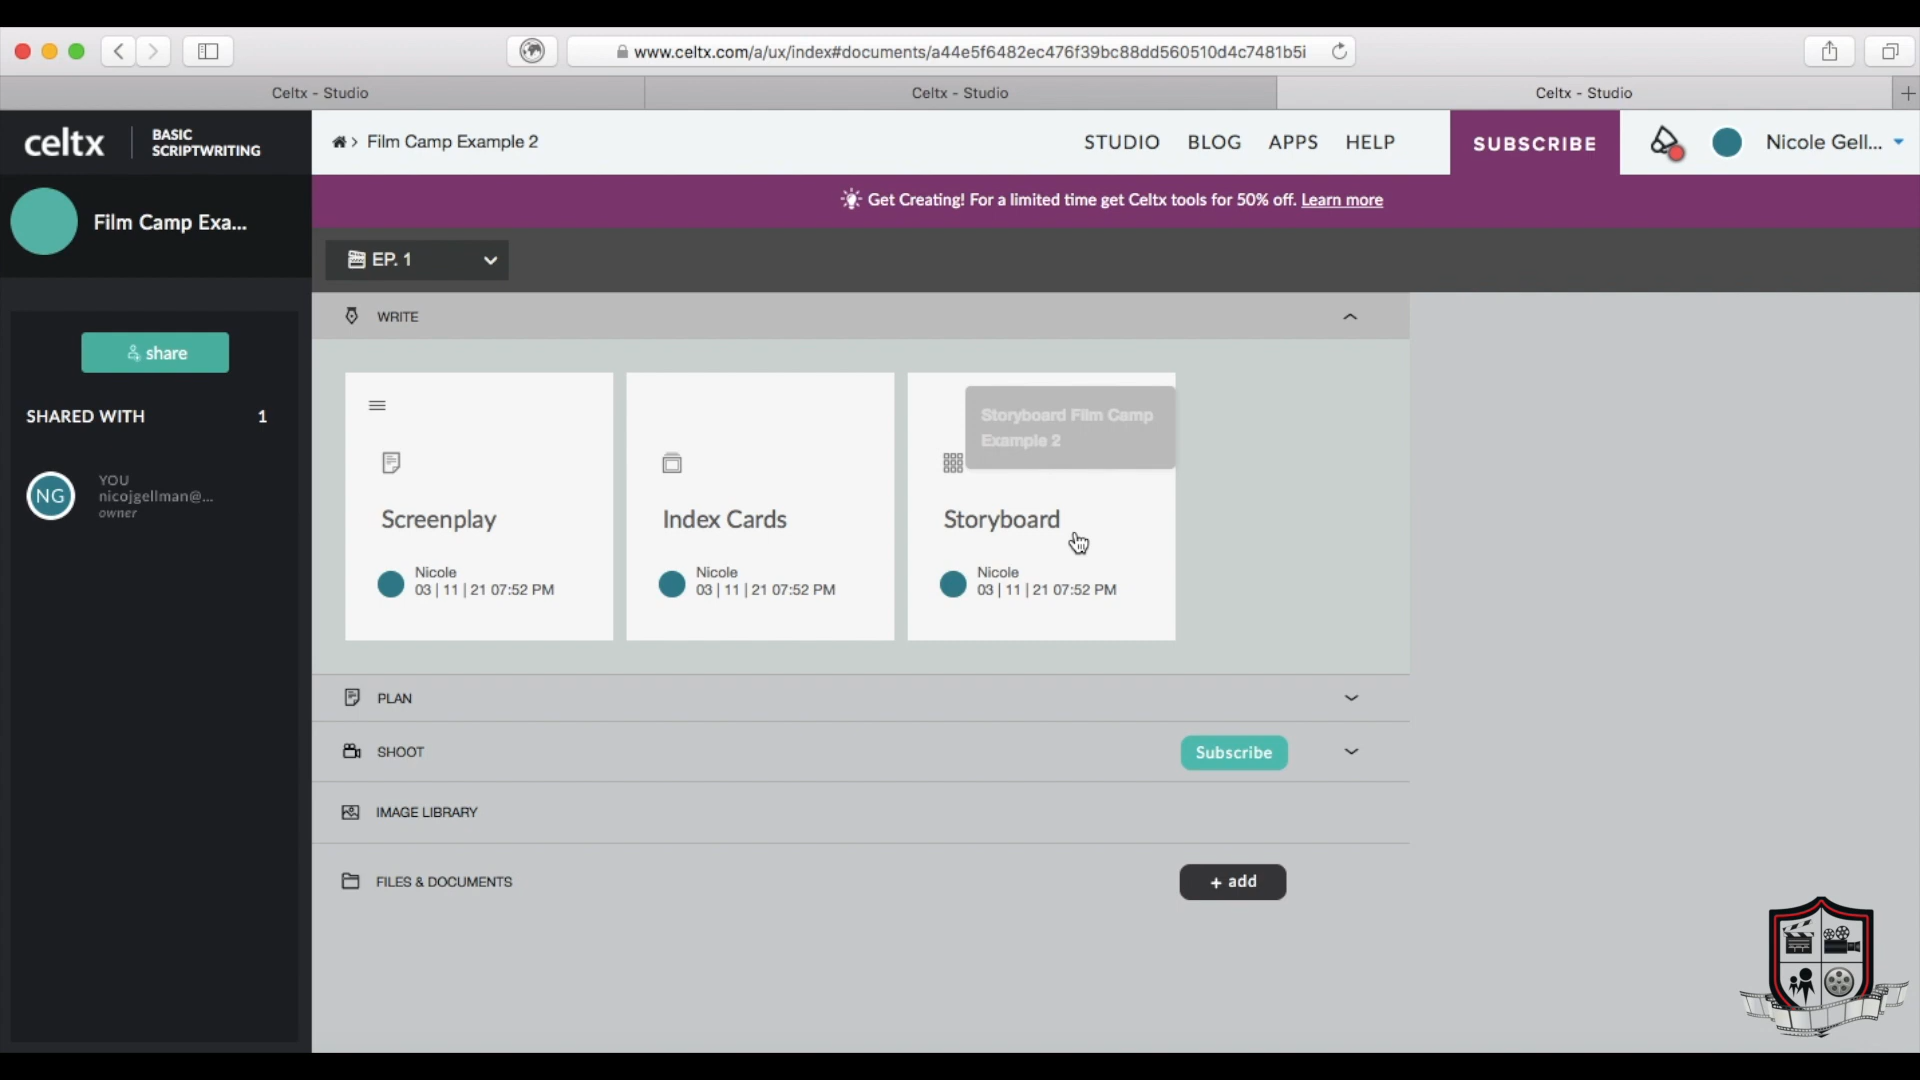 www.celtx.com/a/ux/index#documents/a44e5f6482ec476f39bc88dd560510d4c7481b5i
Celtx - Studio
Celtx - Studio
Celtx - Studio
celtx
BASIC
SCRIPTWRITING
Film Camp Example 2
STUDIO
BLOG
APPS
HELP
SUBSCRIBE
Nicole Gell...
Get Creating! For a limited time get Celtx tools for 50% off. Learn more
Film Camp Exa...
EP. 1
share
SHARED WITH 1
NG
YOU
nicojgellman@...
owner
WRITE
Screenplay
Nicole
03 | 11 | 21 07:52 PM
Index Cards
Nicole
03 | 11 | 21 07:52 PM
Storyboard Film Camp
Example 2
Storyboard
Nicole
03 | 11 | 21 07:52 PM
PLAN
SHOOT
Subscribe
IMAGE LIBRARY
FILES & DOCUMENTS
+ add